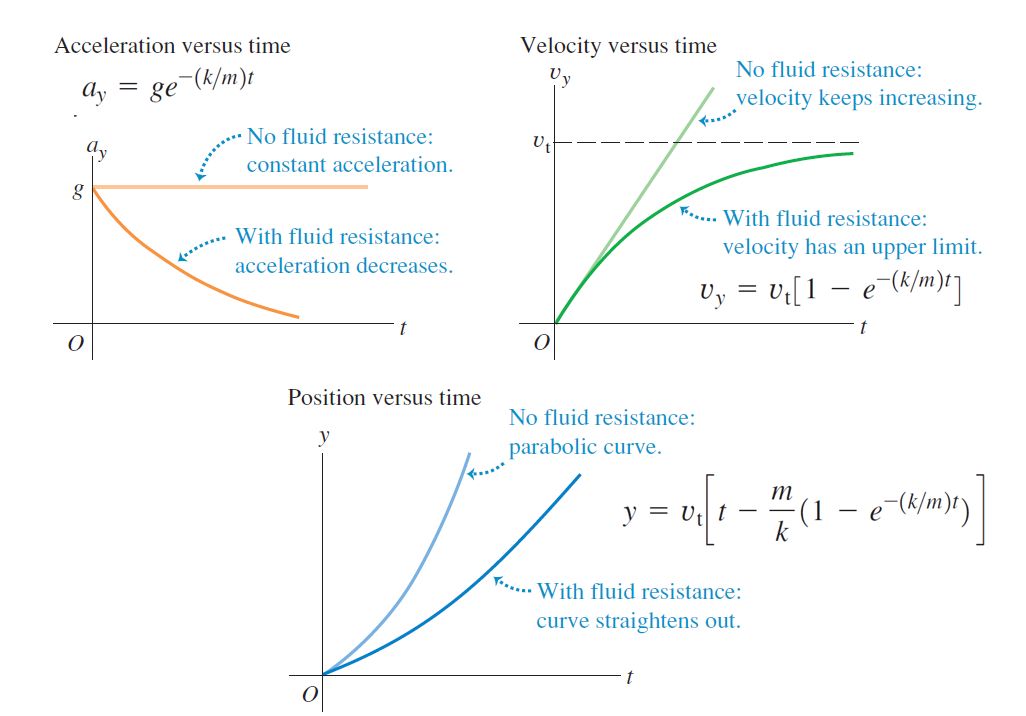 Acceleration versus time
a_y = ge^{−(k/m)t}
a_y
No fluid resistance:
constant acceleration.
g
With fluid resistance:
acceleration decreases.
t
O
Velocity versus time
v_y
No fluid resistance:
velocity keeps increasing.
v_t
With fluid resistance:
velocity has an upper limit.
v_y = v_t[1 − e^{−(k/m)t}]
t
O
Position versus time
y
No fluid resistance:
parabolic curve.
y = v_t[t − \frac{m}{k}(1 − e^{−(k/m)t})]
With fluid resistance:
curve straightens out.
t
O